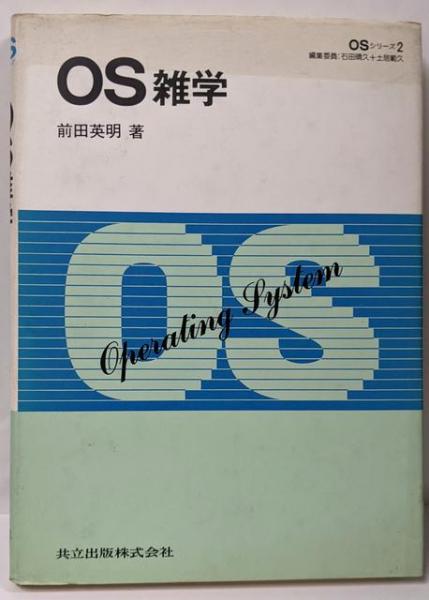 OSシリーズ2
編集委員:石田晴久+土居範久
OS雑学
前田英明 著
OS
Operating System
共立出版株式会社